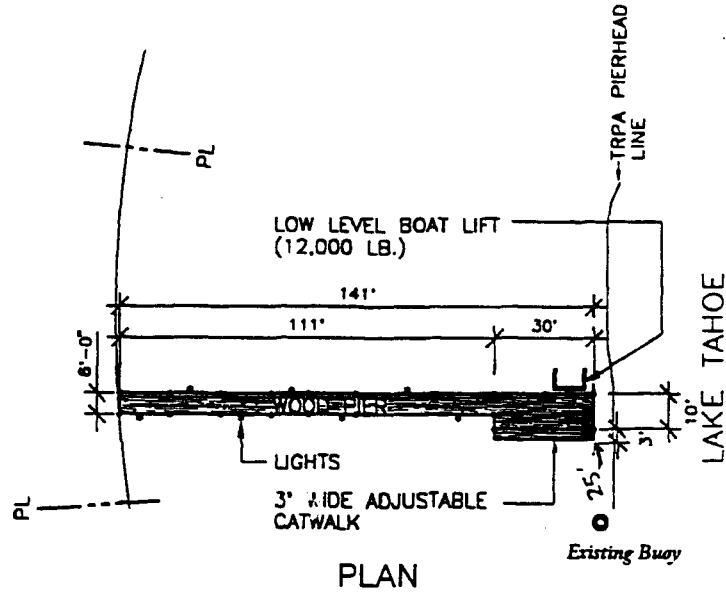 PL
TRPA PIERHEAD
LINE
LOW LEVEL BOAT LIFT
(12,000 LB.)
141'
111'
30'
6'-0"
WOOD PIER
10'
3'
LAKE TAHOE
LIGHTS
25'
3' WIDE ADJUSTABLE
CATWALK
PL
Existing Buoy
PLAN